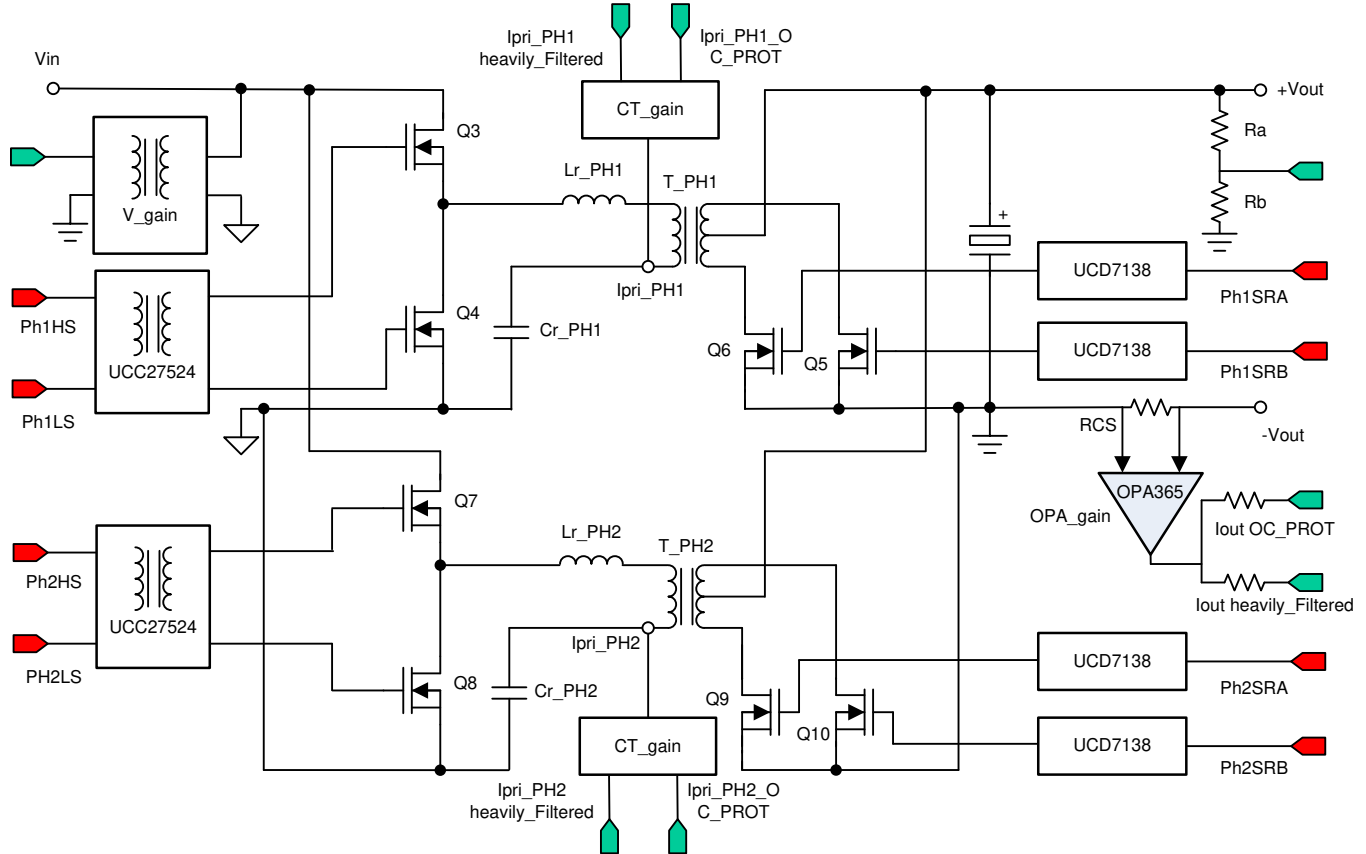 Ipri_PH1
heavily_Filtered
Ipri_PH1_O
C_PROT
Vin
CT_gain
+Vout
Q3
Ra
Lr_PH1
T_PH1
V_gain
Rb
+
UCD7138
Ipri_PH1
Ph1HS
Ph1SRA
Q4
Cr_PH1
Q6
Q5
UCD7138
UCC27524
Ph1SRB
Ph1LS
RCS
-Vout
OPA365
OPA_gain
Q7
Iout OC_PROT
Lr_PH2
T_PH2
Ph2HS
Iout heavily_Filtered
UCC27524
Ipri_PH2
PH2LS
UCD7138
Ph2SRA
Q8
Cr_PH2
Q9
Q10
CT_gain
UCD7138
Ph2SRB
Ipri_PH2
heavily_Filtered
Ipri_PH2_O
C_PROT